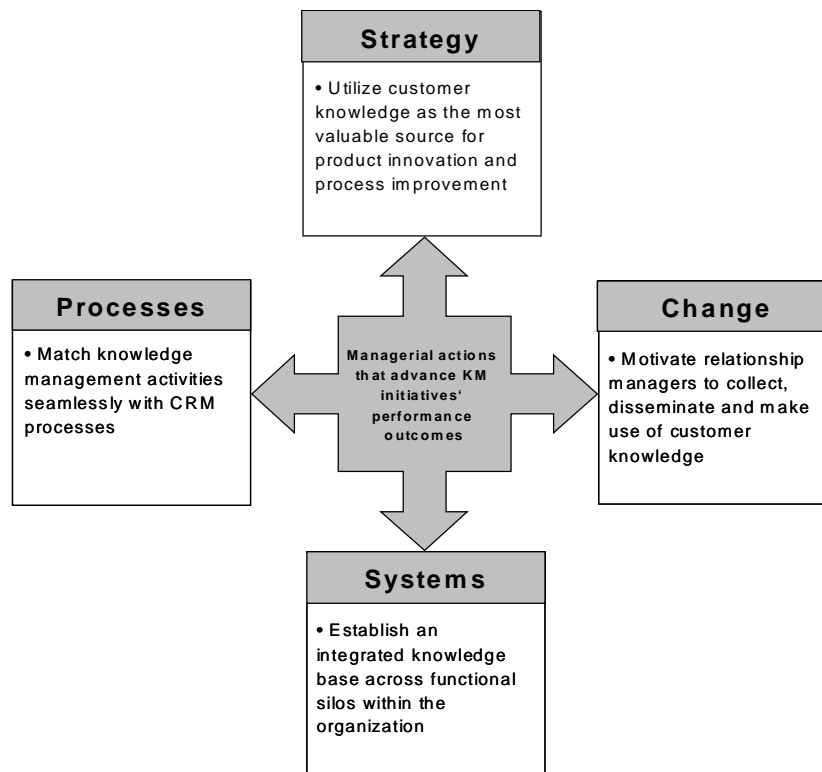 Strategy
• Utilize customer
knowledge as the most
valuable source for
product innovation and
process improvement
Processes
• Match knowledge
management activities
seamlessly with CRM
processes
Managerial actions
that advance KM
initiatives‘
performance
outcomes
Change
• Motivate relationship
managers to collect,
disseminate and make
use of customer
knowledge
Systems
• Establish an
integrated knowledge
base across functional
silos within the
organization